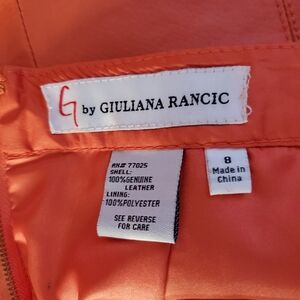 G by GIULIANA RANCIC
RN# 77025
SHELL:
100%GENUINE
LEATHER
LINING:
100%POLYESTER
SEE REVERSE
FOR CARE
8
Made in
China